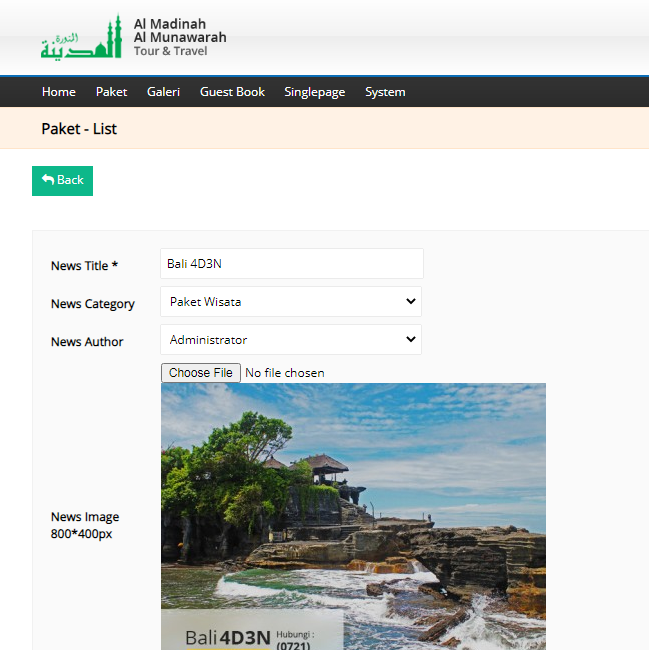 المدينة
Al Madinah
Al Munawarah
Tour & Travel
Home Paket Galeri Guest Book Singlepage System
Paket - List
Back
News Title * Bali 4D3N
News Category Paket Wisata
News Author Administrator
Choose File No file chosen
News Image
800*400px
Bali 4D3N Hubungi :
(0721)